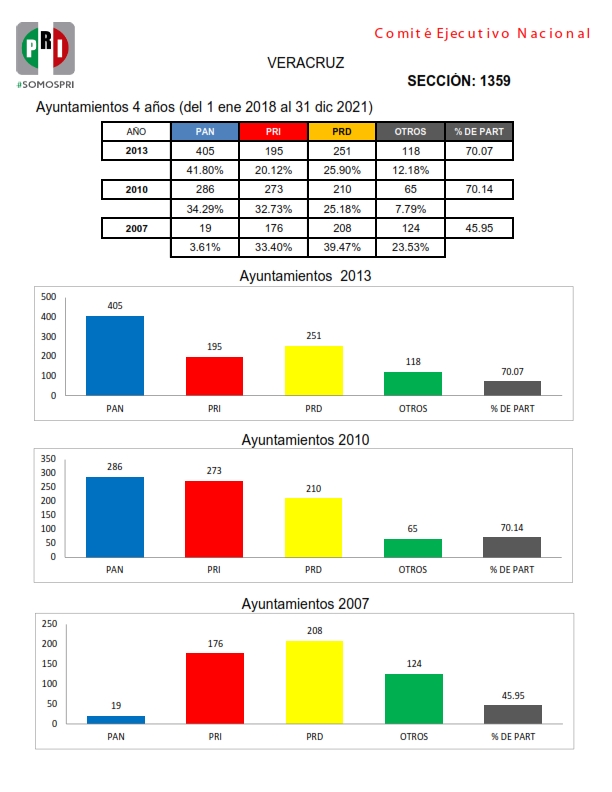 Comité Ejecutivo Nacional
PRI
#SOMOSPRI
VERACRUZ
SECCIÓN: 1359
Ayuntamientos 4 años (del 1 ene 2018 al 31 dic 2021)
AÑO PAN PRI PRD OTROS % DE PART
2013 405 195 251 118 70.07
41.80% 20.12% 25.90% 12.18%
2010 286 273 210 65 70.14
34.29% 32.73% 25.18% 7.79%
2007 19 176 208 124 45.95
3.61% 33.40% 39.47% 23.53%
Ayuntamientos 2013
500
400
300
200
100
0
405
195
251
118
70.07
PAN PRI PRD OTROS % DE PART
Ayuntamientos 2010
350
300
250
200
150
100
50
0
286
273
210
65
70.14
PAN PRI PRD OTROS % DE PART
Ayuntamientos 2007
250
200
150
100
50
0
19
176
208
124
45.95
PAN PRI PRD OTROS % DE PART